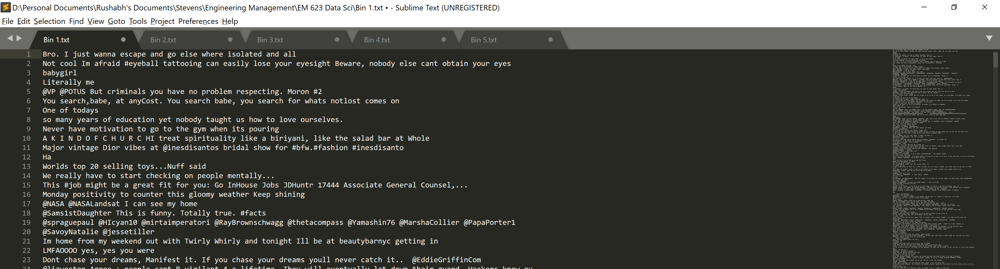 D:\Personal Documents\Rushabh's Documents\Stevens\Engineering Management\EM 623 Data Sci\Bin 1.txt • - Sublime Text (UNREGISTERED)
File Edit Selection Find View Goto Tools Project Preferences Help
Bin 1.txt Bin 2.txt Bin 3.txt Bin 4.txt Bin 5.txt
1 Bro. I just wanna escape and go else where isolated and all
2 Not cool Im afraid #eyeball tattooing can easily lose your eyesight Beware, nobody else cant obtain your eyes
3 babygirl
4 Literally me
5 @VP @POTUS But criminals you have no problem respecting. Moron #2
6 You search,babe, at anyCost. You search babe, you search for whats notlost comes on
7 One of todays
8 so many years of education yet nobody taught us how to love ourselves.
9 Never have motivation to go to the gym when its pouring
10 A K I N D O F C H U R C HI treat spirituality like a biriyani, like the salad bar at Whole
11 Major vintage Dior vibes at @inesdisantos bridal show for #bfw.#fashion #inesdisanto
12 Ha
13 Worlds top 20 selling toys...Nuff said
14 We really have to start checking on people mentally...
15 This #job might be a great fit for you: Go InHouse Jobs JDHuntr 17444 Associate General Counsel,...
16 Monday positivity to counter this gloomy weather Keep shining
17 @NASA @NASALandsat I can see my home
18 @Sams1stDaughter This is funny. Totally true. #facts
19 @spraguepaul @HIcyan10 @mirtaimperatori @RayBrownschwagg @thetacompass @Yamashin76 @MarshaCollier @PapaPorter1
20 @SavoyNatalie @jessetiller
21 Im home from my weekend out with Twirly Whirly and tonight Ill be at beautybarnyc getting in
22 LMFAOOOO yes, yes you were
23 Dont chase your dreams, Manifest it. If you chase your dreams youll never catch it.. @EddieGriffinCom
24 @lizweston Agree + people cant B vigilant 4 a lifetime. They will eventually let down their guard. Hackers know ou